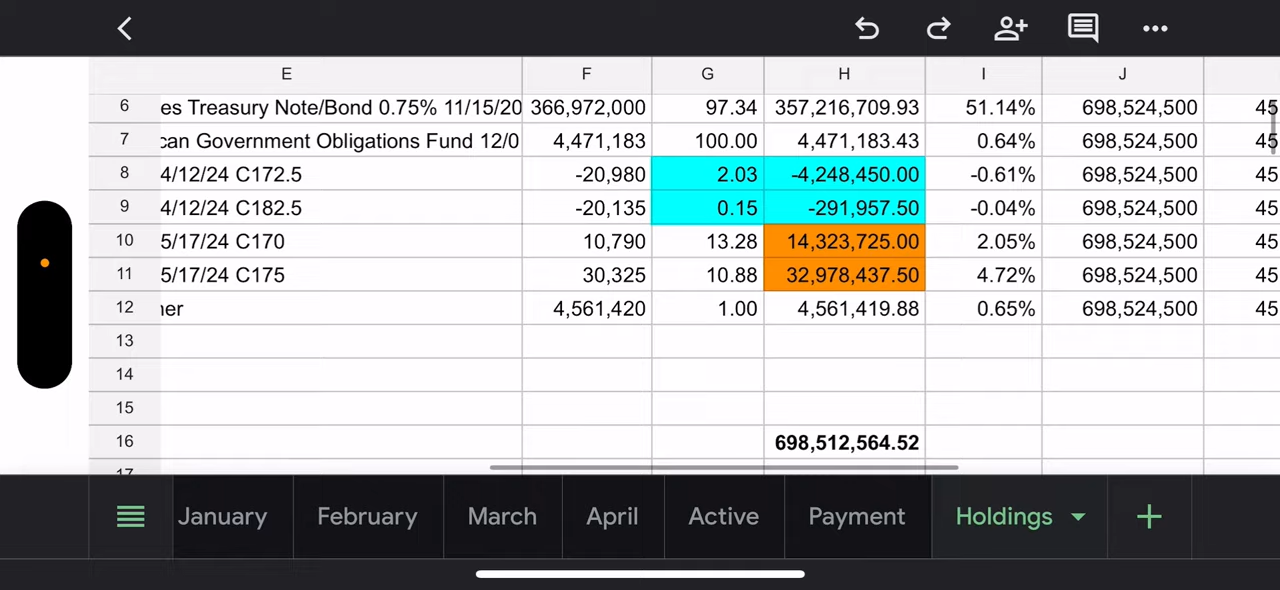 E F G H I J
6 es Treasury Note/Bond 0.75% 11/15/20 366,972,000 97.34 357,216,709.93 51.14% 698,524,500 45
7 can Government Obligations Fund 12/0 4,471,183 100.00 4,471,183.43 0.64% 698,524,500 45
8 4/12/24 C172.5 -20,980 2.03 -4,248,450.00 -0.61% 698,524,500 45
9 4/12/24 C182.5 -20,135 0.15 -291,957.50 -0.04% 698,524,500 45
10 5/17/24 C170 10,790 13.28 14,323,725.00 2.05% 698,524,500 45
11 5/17/24 C175 30,325 10.88 32,978,437.50 4.72% 698,524,500 45
12 her 4,561,420 1.00 4,561,419.88 0.65% 698,524,500 45
13
14
15
16 698,512,564.52
17
January February March April Active Payment Holdings